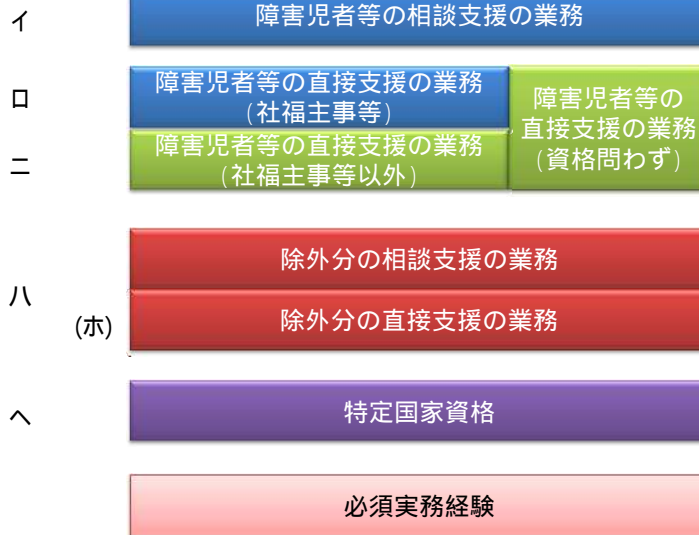 イ
障害児者等の相談支援の業務
ロ
障害児者等の直接支援の業務
(社福主事等)
障害児者等の
直接支援の業務
(資格問わず)
ニ
障害児者等の直接支援の業務
(社福主事等以外)
ハ
除外分の相談支援の業務
(ホ)
除外分の直接支援の業務
ヘ
特定国家資格
必須実務経験